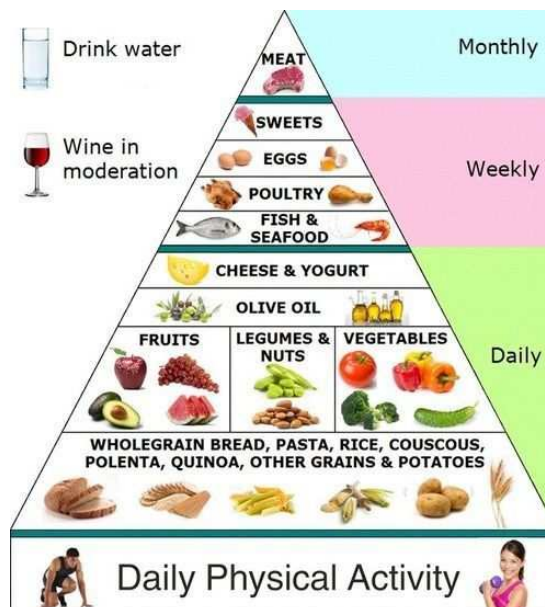 Drink water
Monthly
MEAT
SWEETS
Wine in
moderation
EGGS
Weekly
POULTRY
FISH &
SEAFOOD
CHEESE & YOGURT
OLIVE OIL
FRUITS
LEGUMES &
NUTS
VEGETABLES
Daily
WHOLEGRAIN BREAD, PASTA, RICE, COUSCOUS,
POLENTA, QUINOA, OTHER GRAINS & POTATOES
Daily Physical Activity